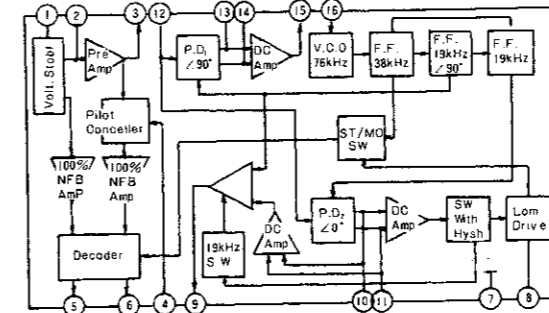 1 2 3 12 13 14 15 16
Volt. Stabl
Pre
Amp
P.D₁
∠90°
DC
Amp
V.C.O
76kHz
F.F.
38kHz
F.F.
19kHz
∠90°
F.F.
19kHz
Pilot
Canceller
ST/MO
SW
100%
NFB
AmP
100%
NFB
Amp
DC
Amp
P.D₂
∠0°
DC
Amp
SW
With
Hysh
Lam
Drive
19kHz
SW
Decoder
5 6 4 9 10 11 7 8